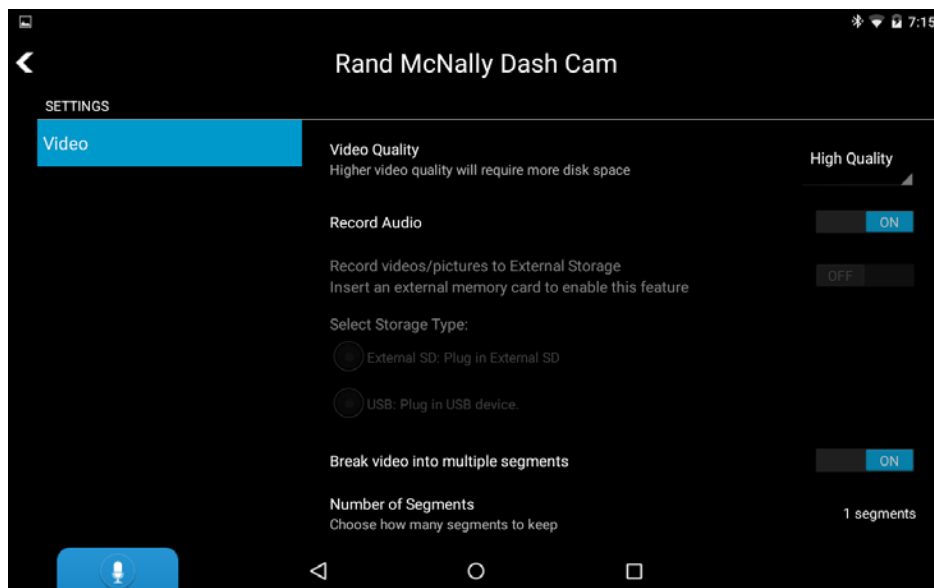 7:15
Rand McNally Dash Cam
SETTINGS
Video
Video Quality
Higher video quality will require more disk space
High Quality
Record Audio
ON
Record videos/pictures to External Storage
Insert an external memory card to enable this feature
OFF
Select Storage Type:
External SD: Plug in External SD
USB: Plug in USB device.
Break video into multiple segments
ON
Number of Segments
Choose how many segments to keep
1 segments